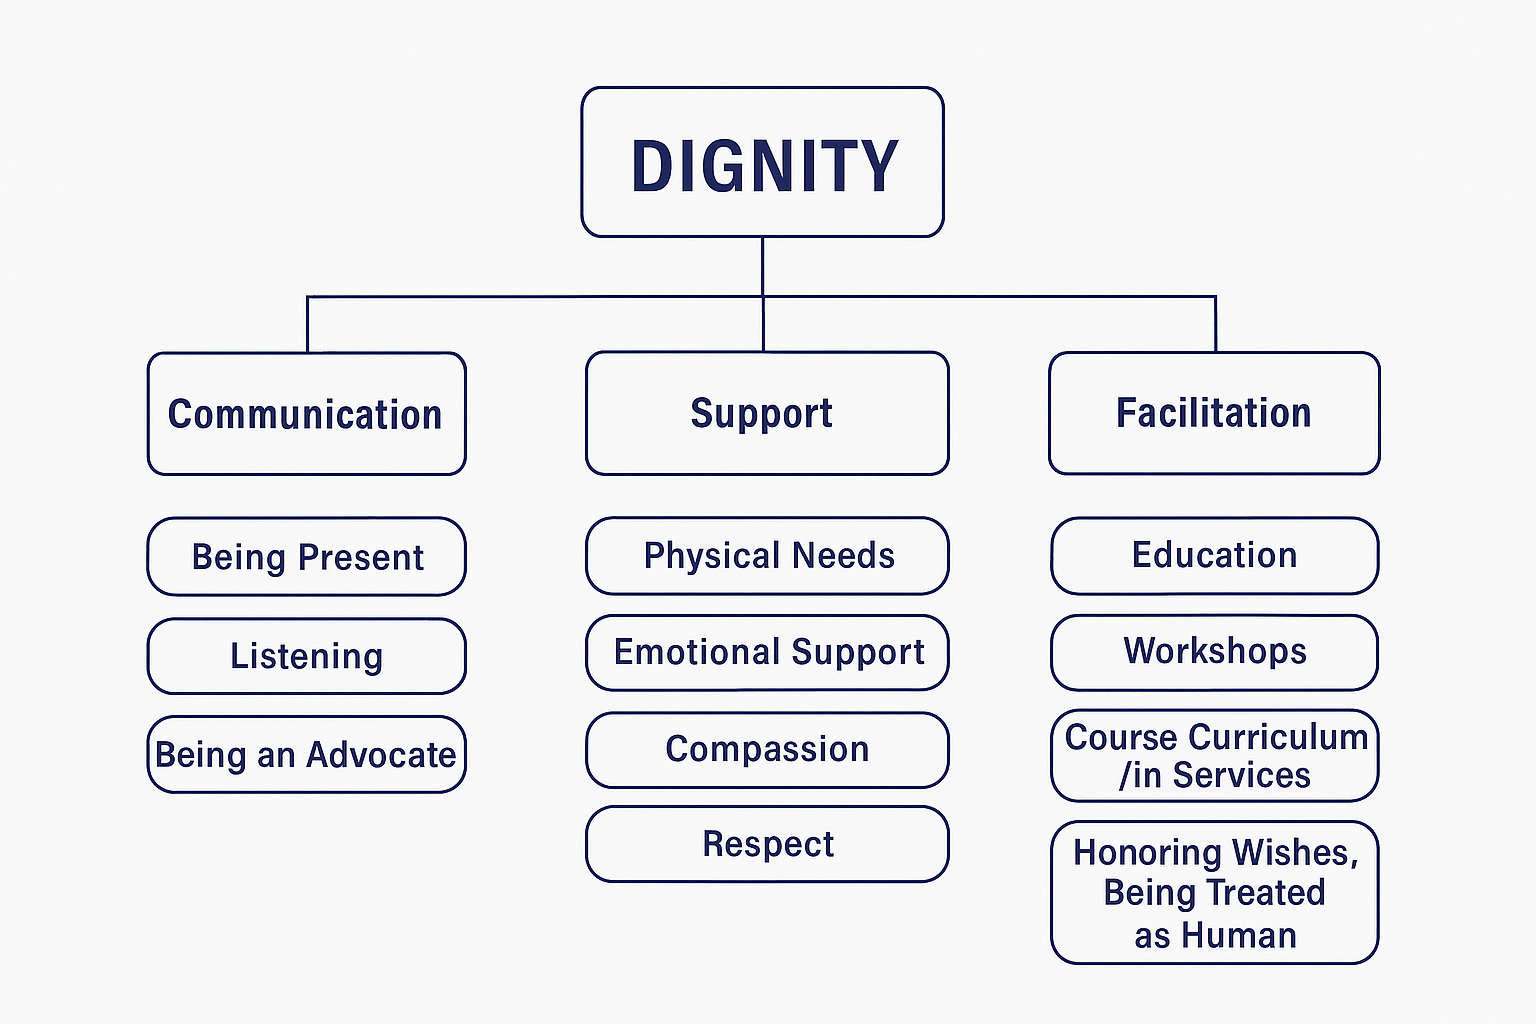 DIGNITY
Communication
Support
Facilitation
Being Present
Listening
Being an Advocate
Physical Needs
Emotional Support
Compassion
Respect
Education
Workshops
Course Curriculum
/in Services
Honoring Wishes,
Being Treated
as Human